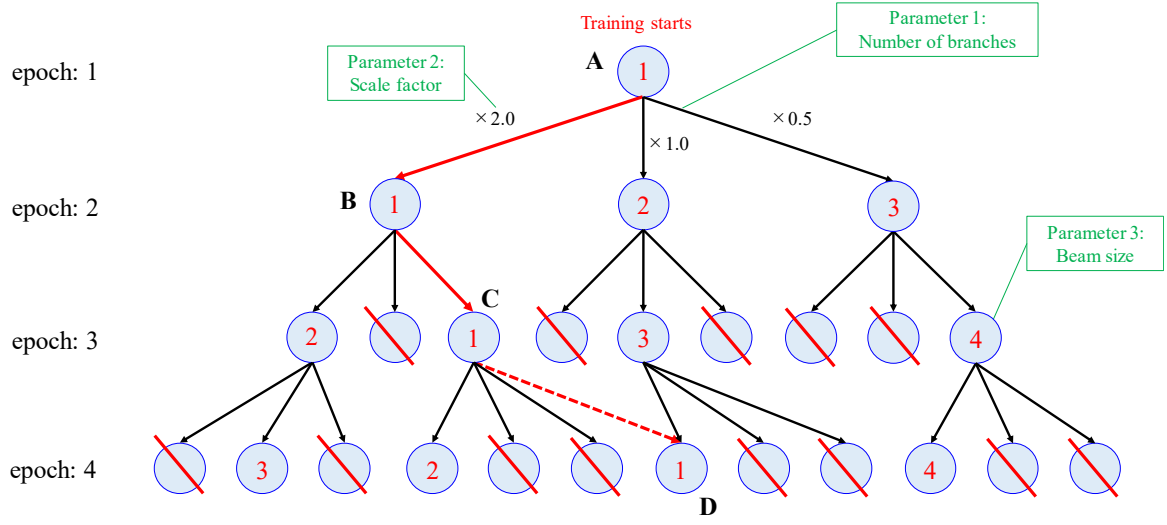 Training starts
Parameter 1:
Number of branches
epoch: 1
A
1
Parameter 2:
Scale factor
×2.0
×1.0
×0.5
epoch: 2
B
1
2
3
Parameter 3:
Beam size
epoch: 3
C
2
1
3
4
epoch: 4
3
2
1
4
D